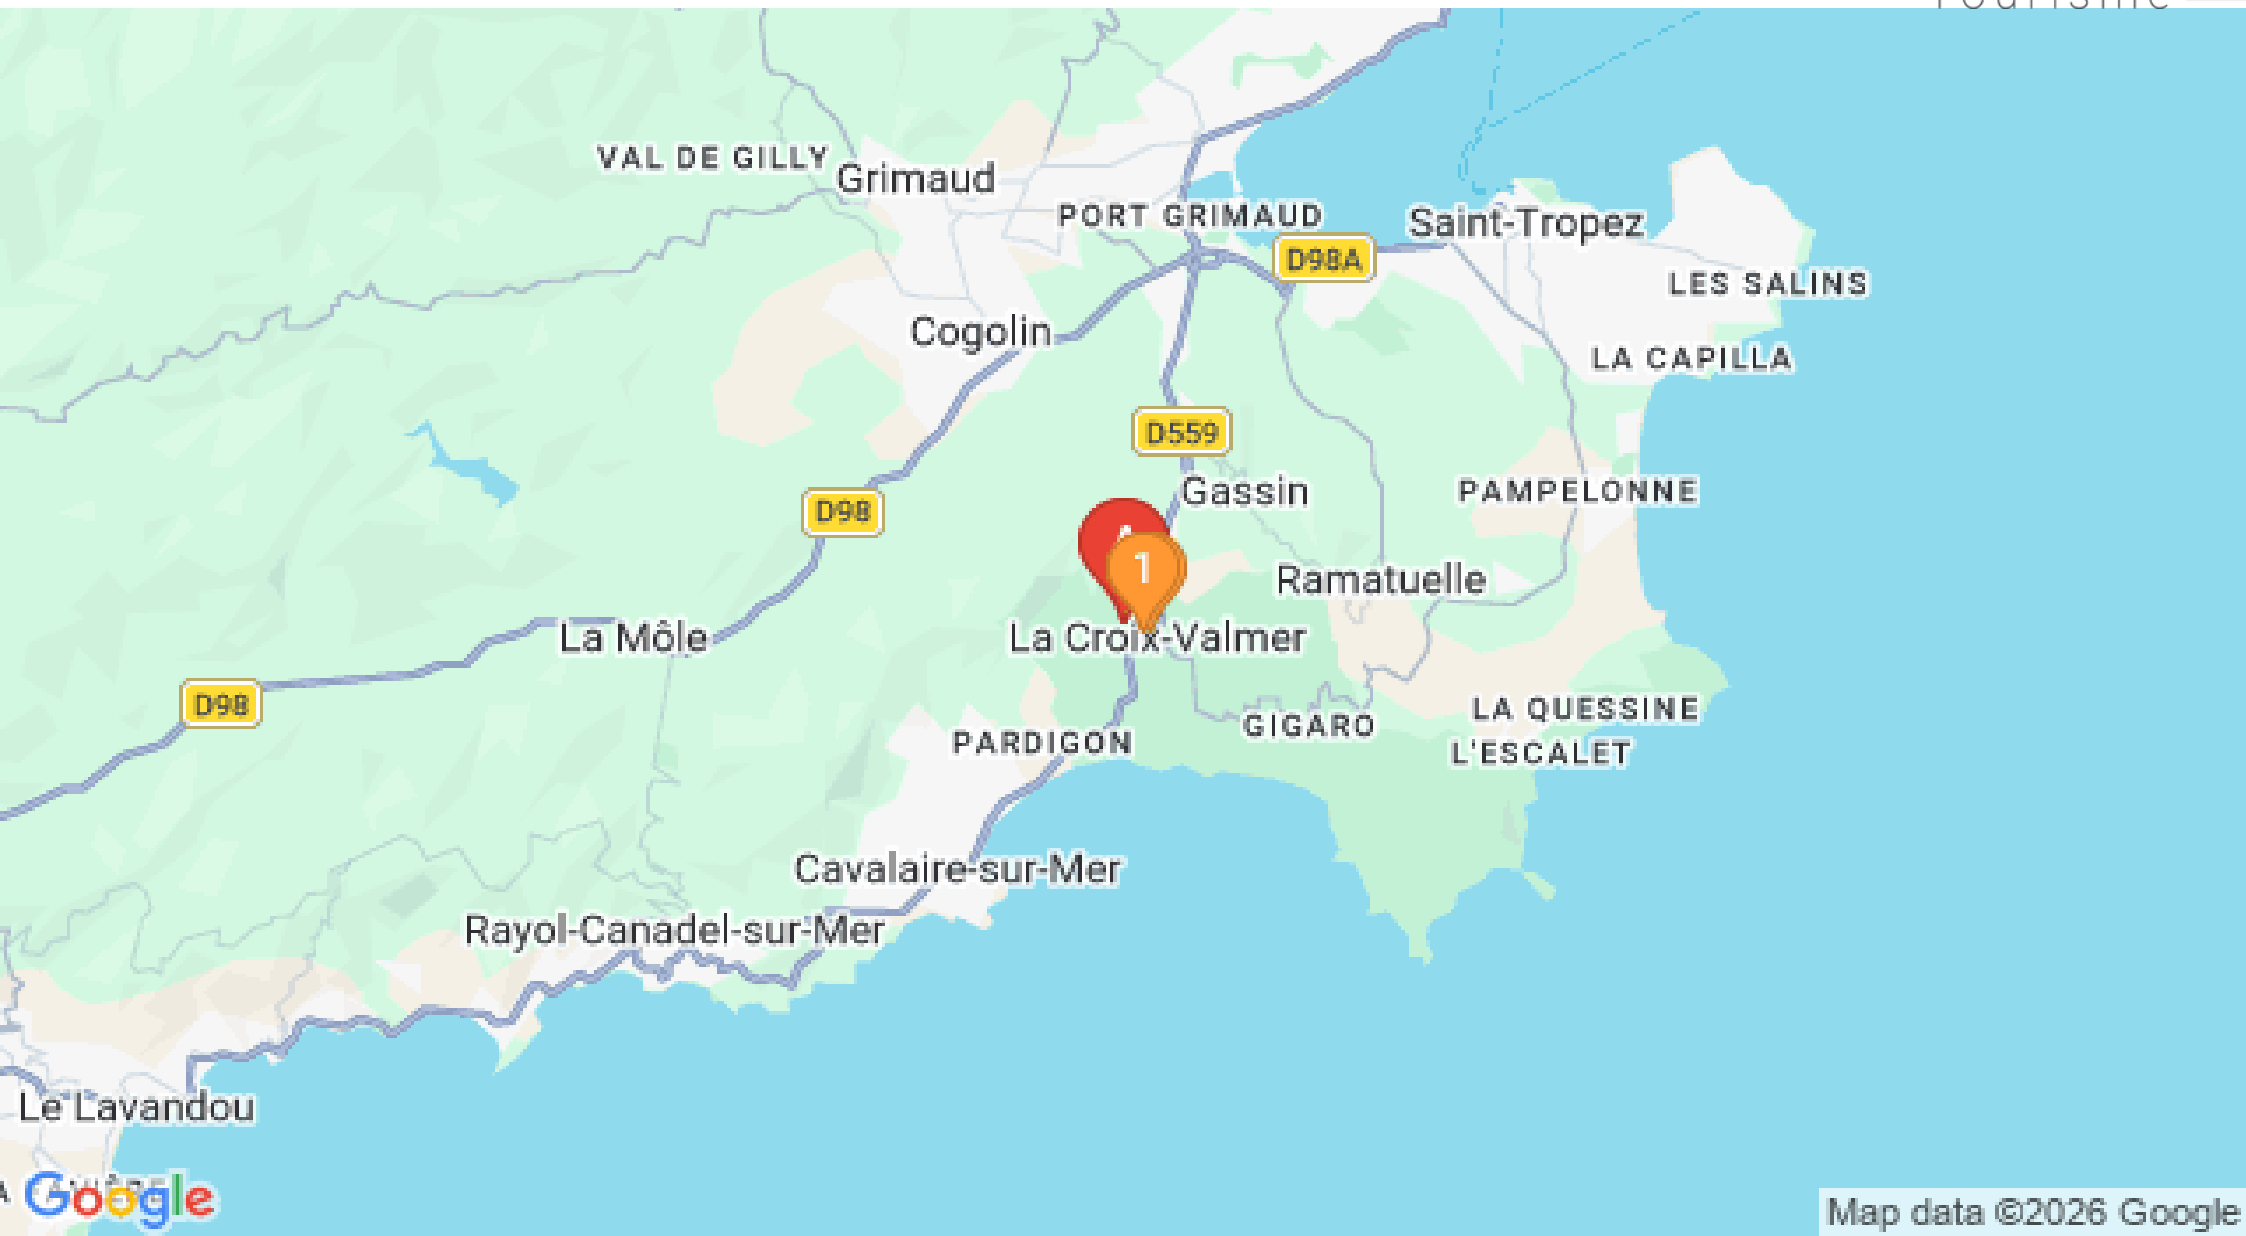 Tourisme
VAL DE GILLY
Grimaud
PORT GRIMAUD
Saint-Tropez
D98A
LES SALINS
Cogolin
LA CAPILLA
D559
Gassin
PAMPELONNE
D98
1
Ramatuelle
La Môle
La Croix-Valmer
D98
LA QUESSINE
GIGARO
PARDIGON
L'ESCALET
Cavalaire-sur-Mer
Rayol-Canadel-sur-Mer
Le Lavandou
Google
Map data ©2026 Google